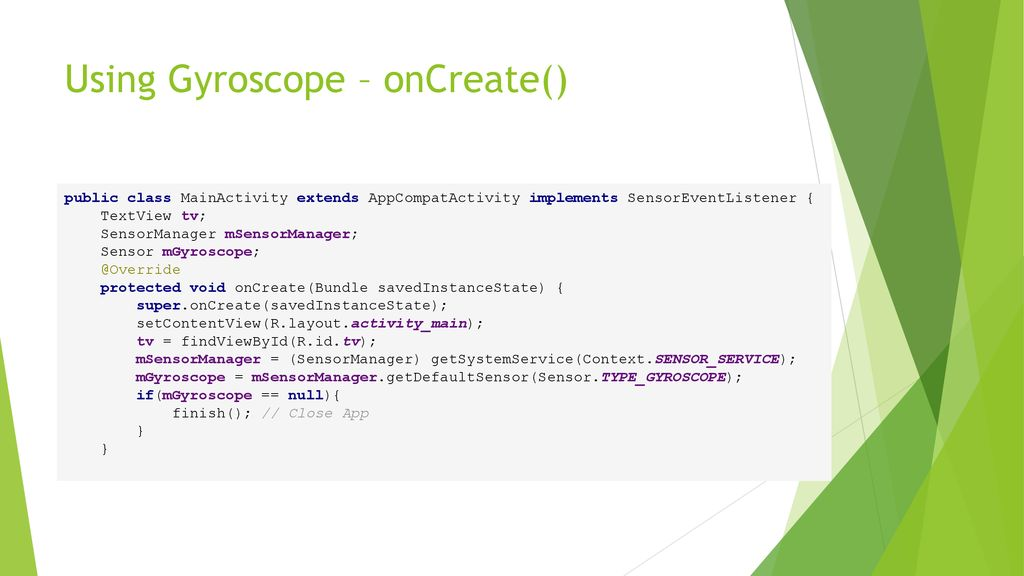 Using Gyroscope – onCreate()
public class MainActivity extends AppCompatActivity implements SensorEventListener {
    TextView tv;
    SensorManager mSensorManager;
    Sensor mGyroscope;
    @Override
    protected void onCreate(Bundle savedInstanceState) {
        super.onCreate(savedInstanceState);
        setContentView(R.layout.activity_main);
        tv = findViewById(R.id.tv);
        mSensorManager = (SensorManager) getSystemService(Context.SENSOR_SERVICE);
        mGyroscope = mSensorManager.getDefaultSensor(Sensor.TYPE_GYROSCOPE);
        if(mGyroscope == null){
            finish(); // Close App
        }
    }